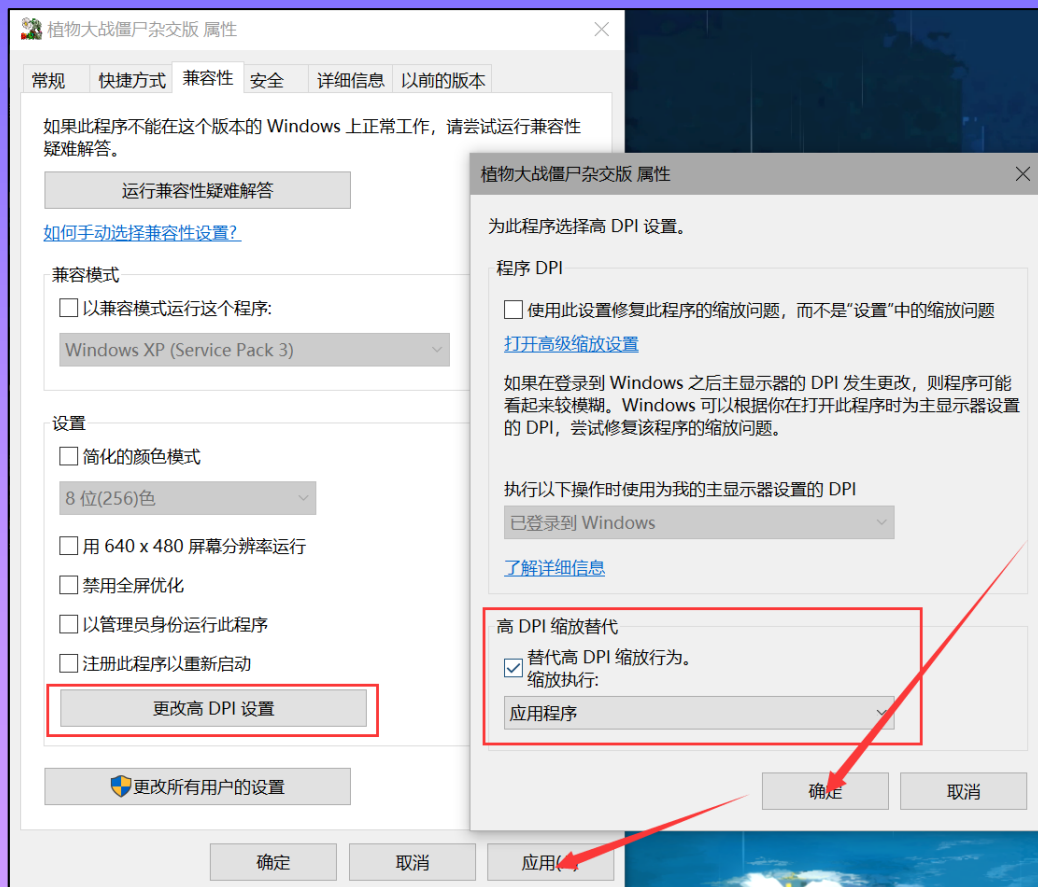 植物大战僵尸杂交版 属性
常规
快捷方式
兼容性
安全
详细信息
以前的版本
如果此程序不能在这个版本的 Windows 上正常工作，请尝试运行兼容性
疑难解答。
运行兼容性疑难解答
如何手动选择兼容性设置?
兼容模式
以兼容模式运行这个程序:
Windows XP (Service Pack 3)
设置
简化的颜色模式
8 位(256)色
用 640 x 480 屏幕分辨率运行
禁用全屏优化
以管理员身份运行此程序
注册此程序以重新启动
更改高 DPI 设置
更改所有用户的设置
确定
取消
应用(
植物大战僵尸杂交版 属性
为此程序选择高 DPI 设置。
程序 DPI
使用此设置修复此程序的缩放问题，而不是"设置"中的缩放问题
打开高级缩放设置
如果在登录到 Windows 之后主显示器的 DPI 发生更改，则程序可能
看起来较模糊。Windows 可以根据你在打开此程序时为主显示器设置
的 DPI，尝试修复该程序的缩放问题。
执行以下操作时使用为我的主显示器设置的 DPI
已登录到 Windows
了解详细信息
高 DPI 缩放替代
替代高 DPI 缩放行为。
缩放执行:
应用程序
确定
取消